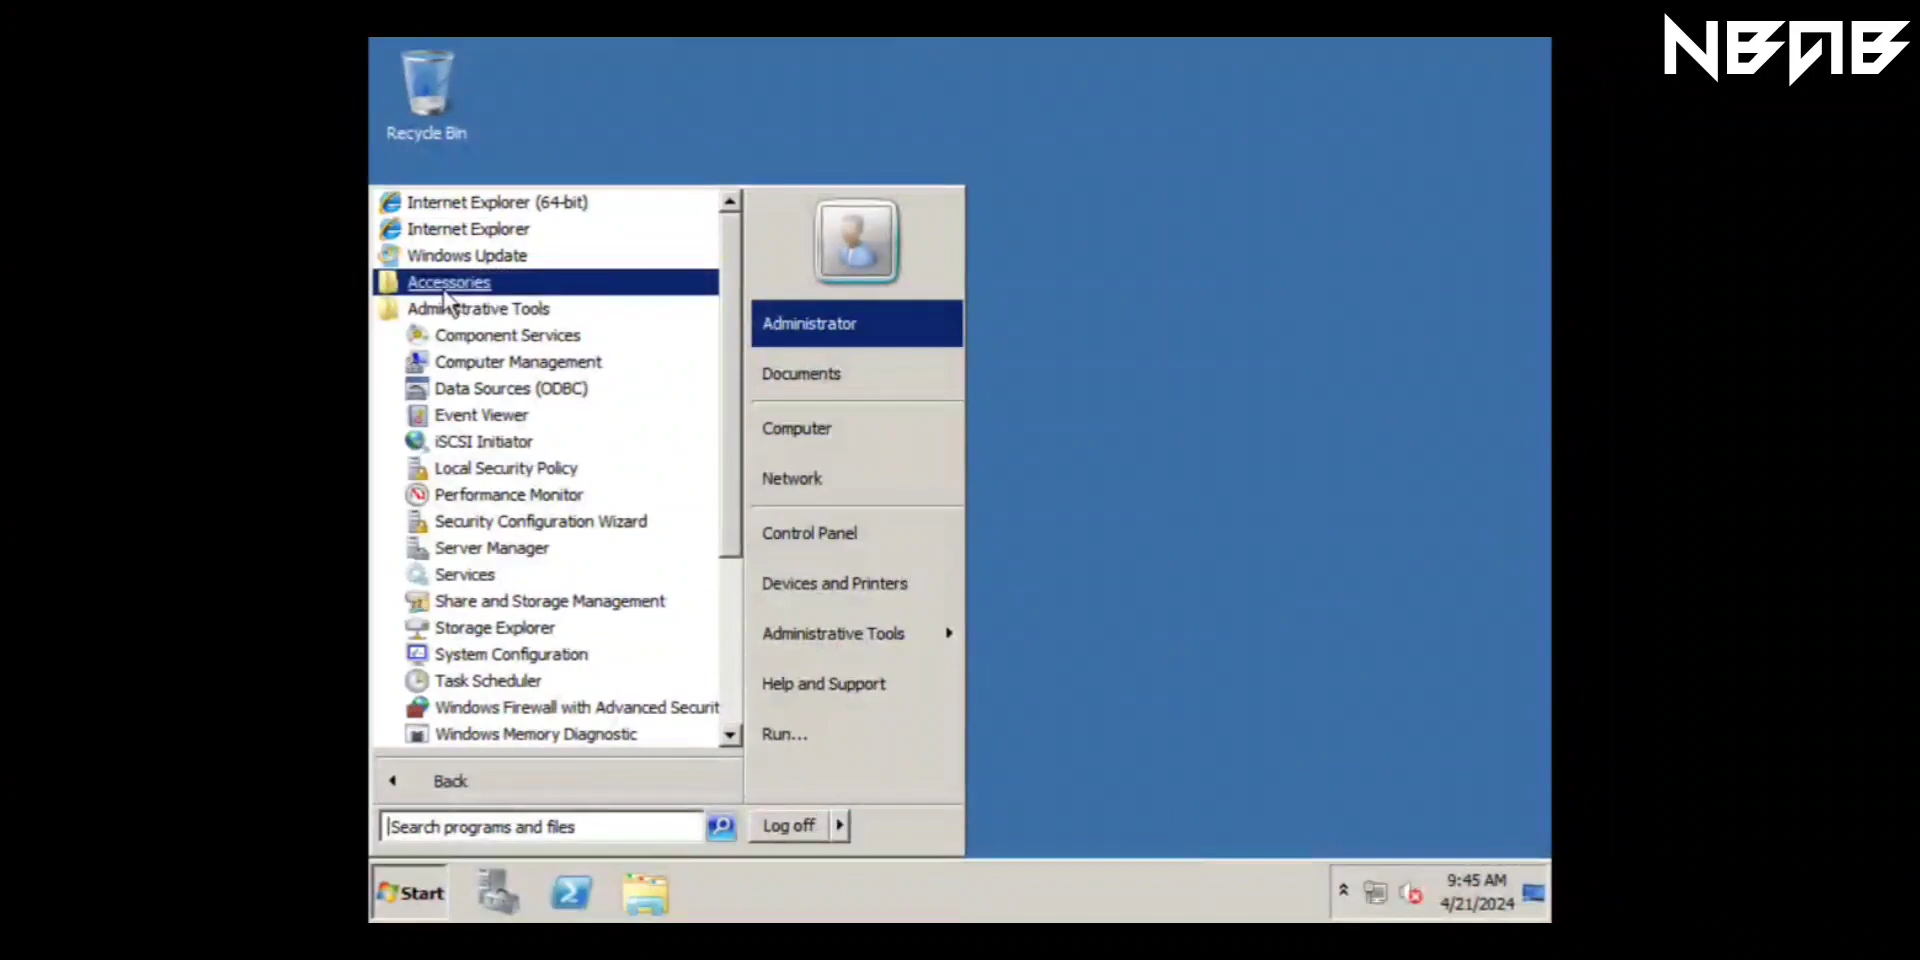 NBAB
Recycle Bin
Internet Explorer (64-bit)
Internet Explorer
Windows Update
Accessories
Administrative Tools
Component Services
Computer Management
Data Sources (ODBC)
Event Viewer
iSCSI Initiator
Local Security Policy
Performance Monitor
Security Configuration Wizard
Server Manager
Services
Share and Storage Management
Storage Explorer
System Configuration
Task Scheduler
Windows Firewall with Advanced Securit
Windows Memory Diagnostic
Back
Search programs and files
Administrator
Documents
Computer
Network
Control Panel
Devices and Printers
Administrative Tools
Help and Support
Run...
Log off
Start
9:45 AM
4/21/2024